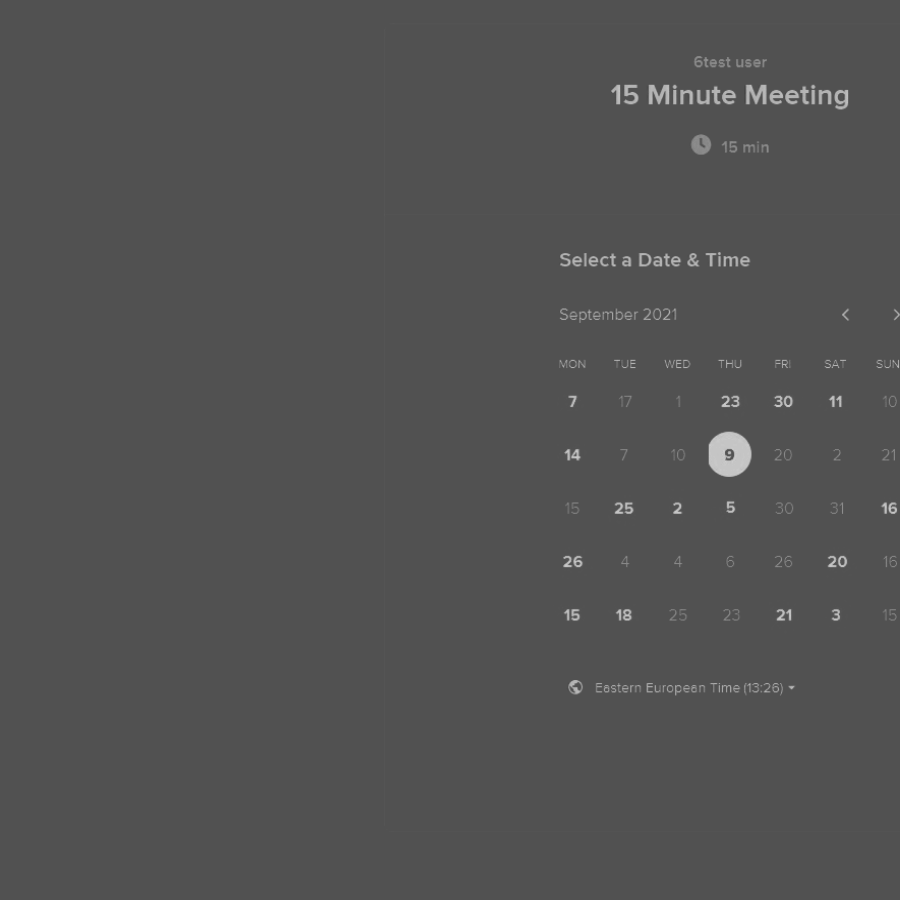 6test user
15 Minute Meeting
15 min
Select a Date & Time
September 2021
MON TUE WED THU FRI SAT SUN
7 17 1 23 30 11 10
14 7 10 9 20 2 21
15 25 2 5 30 31 16
26 4 4 6 26 20 16
15 18 25 23 21 3 15
Eastern European Time (13:26)